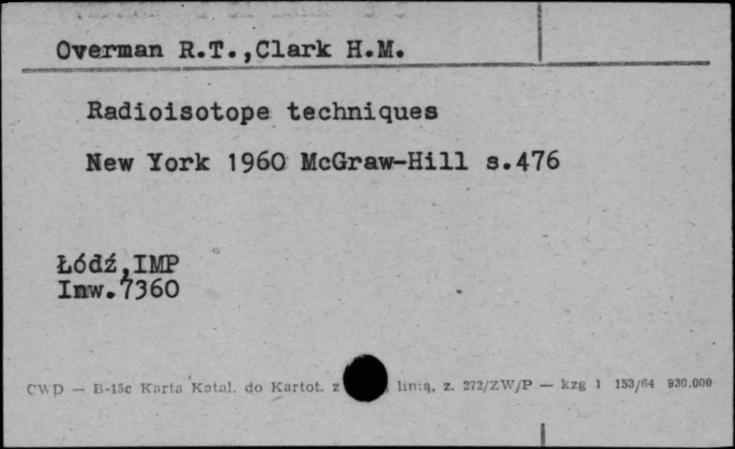 Overman R.T.,Clark H.M.
Radioisotope techniques
New York 1960 McGraw-Hill s.476
Łódź,IMP
Inw.7360
CWD — B-15c Karta Katal. do Kartot. z linią, z. 272/ZW/P — kzg 1 153/64 930.000